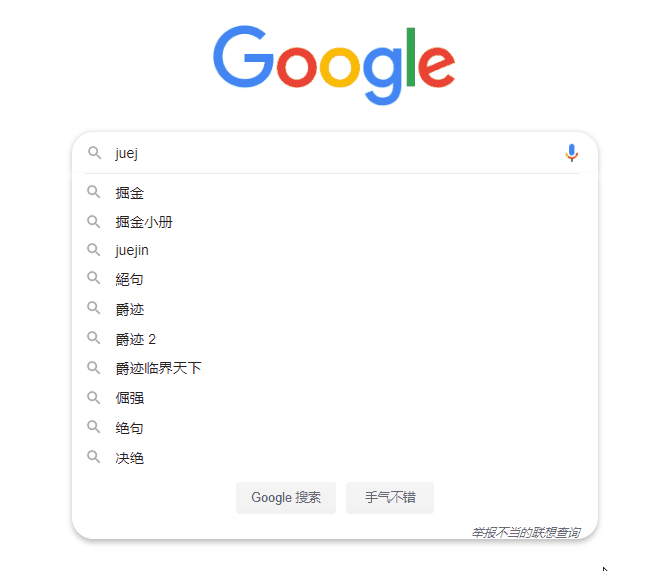 Google
juej
掘金
掘金小册
juejin
絕句
爵迹
爵迹 2
爵迹临界天下
倔强
绝句
决绝
Google 搜索
手气不错
举报不当的联想查询